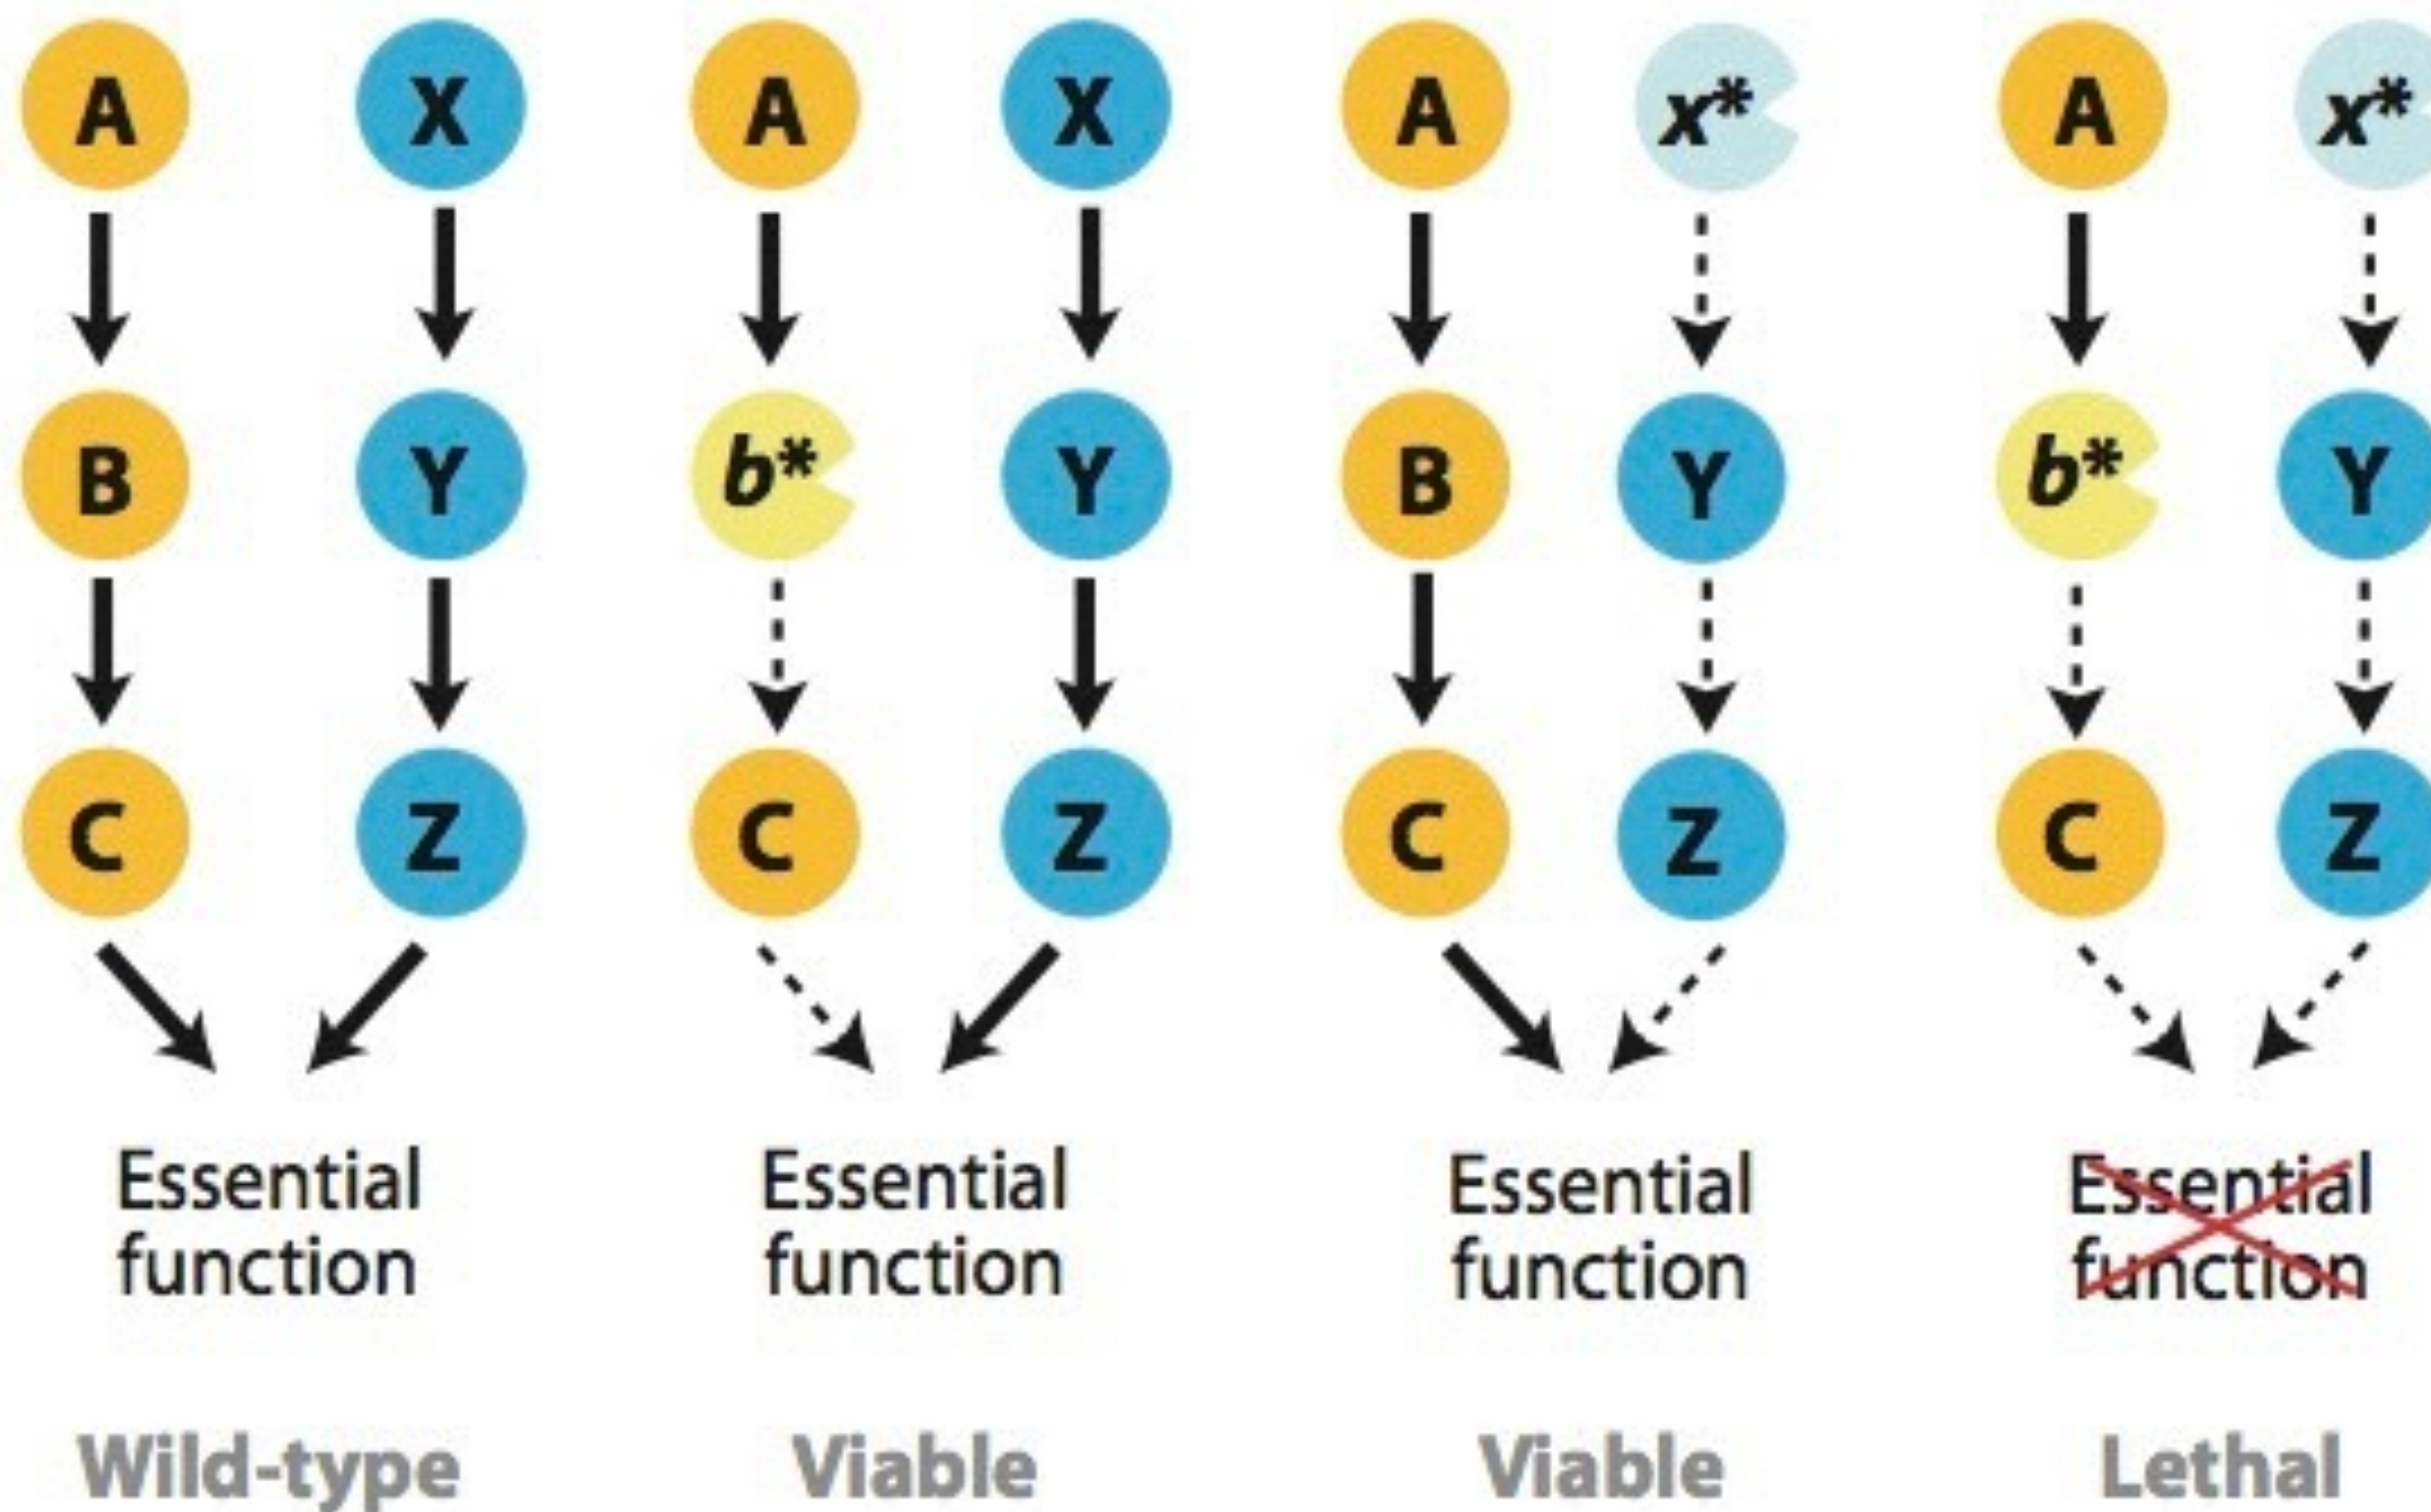 A X A X A x* A x*
B Y b* Y B Y b* Y
C Z C Z C Z C Z
Essential Essential Essential Essential
function function function function
Wild-type Viable Viable Lethal